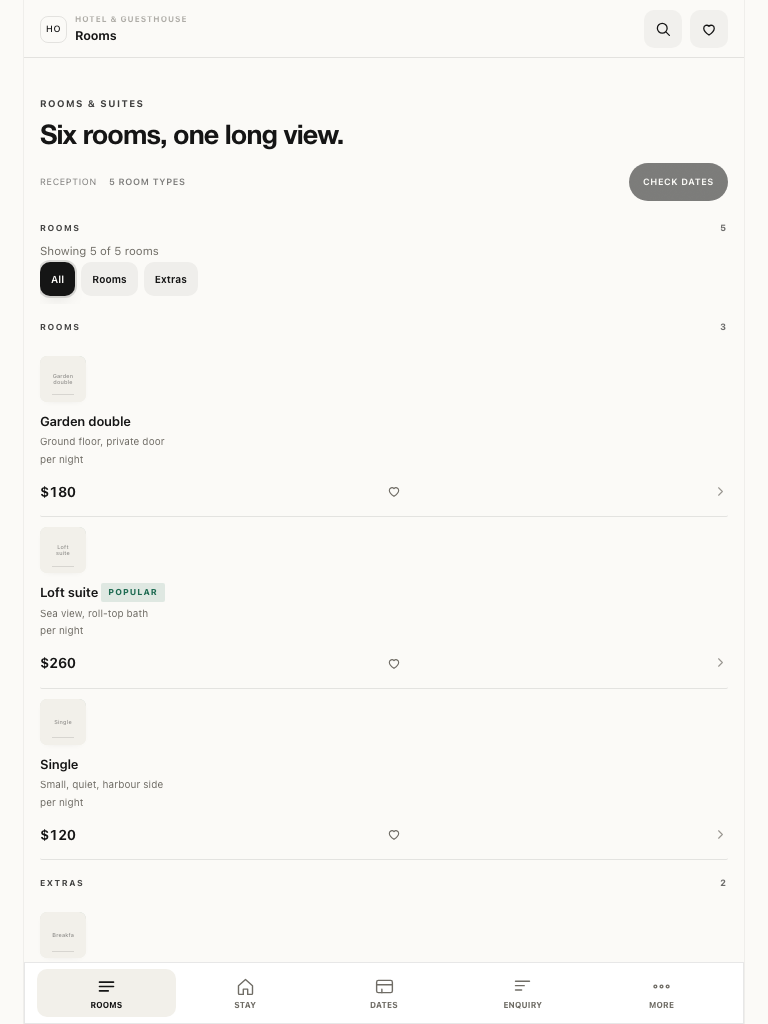 HO
HOTEL & GUESTHOUSE
Rooms
ROOMS & SUITES
Six rooms, one long view.
RECEPTION 5 ROOM TYPES
CHECK DATES
ROOMS 5
Showing 5 of 5 rooms
All Rooms Extras
ROOMS 3
Garden
double
Garden double
Ground floor, private door
per night
$180
Loft
suite
Loft suite POPULAR
Sea view, roll-top bath
per night
$260
Single
Single
Small, quiet, harbour side
per night
$120
EXTRAS 2
Breakfa
ROOMS STAY DATES ENQUIRY MORE